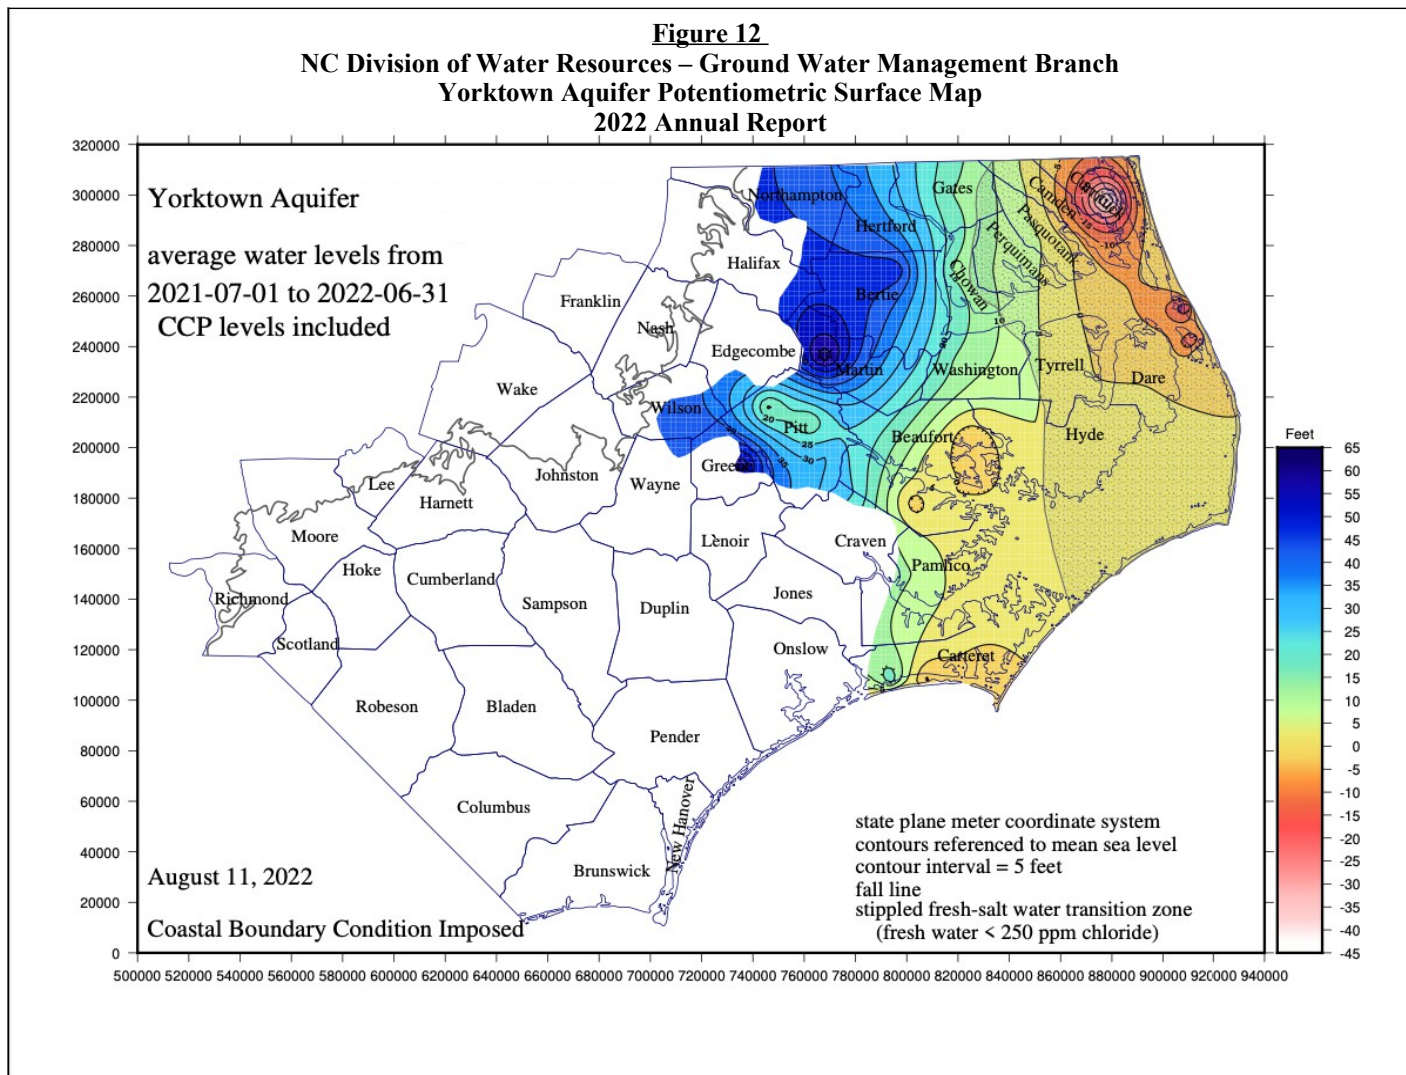 Figure 12
NC Division of Water Resources – Ground Water Management Branch
Yorktown Aquifer Potentiometric Surface Map
2022 Annual Report
320000
300000
280000
260000
240000
220000
200000
180000
160000
140000
120000
100000
80000
60000
40000
20000
0
Yorktown Aquifer
average water levels from
2021-07-01 to 2022-06-31
CCP levels included
Northampton
Gates
Camden
Currituck
Pasquotank
Perquimans
Hertford
Halifax
Chowan
Bertie
Franklin
Nash
Edgecombe
Martin
Washington
Tyrrell
Dare
Wake
Wilson
Pitt
Beaufort
Hyde
Greene
Johnston
Wayne
Lee
Harnett
Moore
Lenoir
Craven
Pamlico
Hoke
Cumberland
Richmond
Sampson
Duplin
Jones
Scotland
Onslow
Carteret
Robeson
Bladen
Pender
Columbus
New Hanover
Brunswick
-15
-10
10
20
20
25
30
35
Feet
65
60
55
50
45
40
35
30
25
20
15
10
5
0
-5
-10
-15
-20
-25
-30
-35
-40
-45
state plane meter coordinate system
contours referenced to mean sea level
contour interval = 5 feet
fall line
stippled fresh-salt water transition zone
(fresh water < 250 ppm chloride)
August 11, 2022
Coastal Boundary Condition Imposed
500000 520000 540000 560000 580000 600000 620000 640000 660000 680000 700000 720000 740000 760000 780000 800000 820000 840000 860000 880000 900000 920000 940000